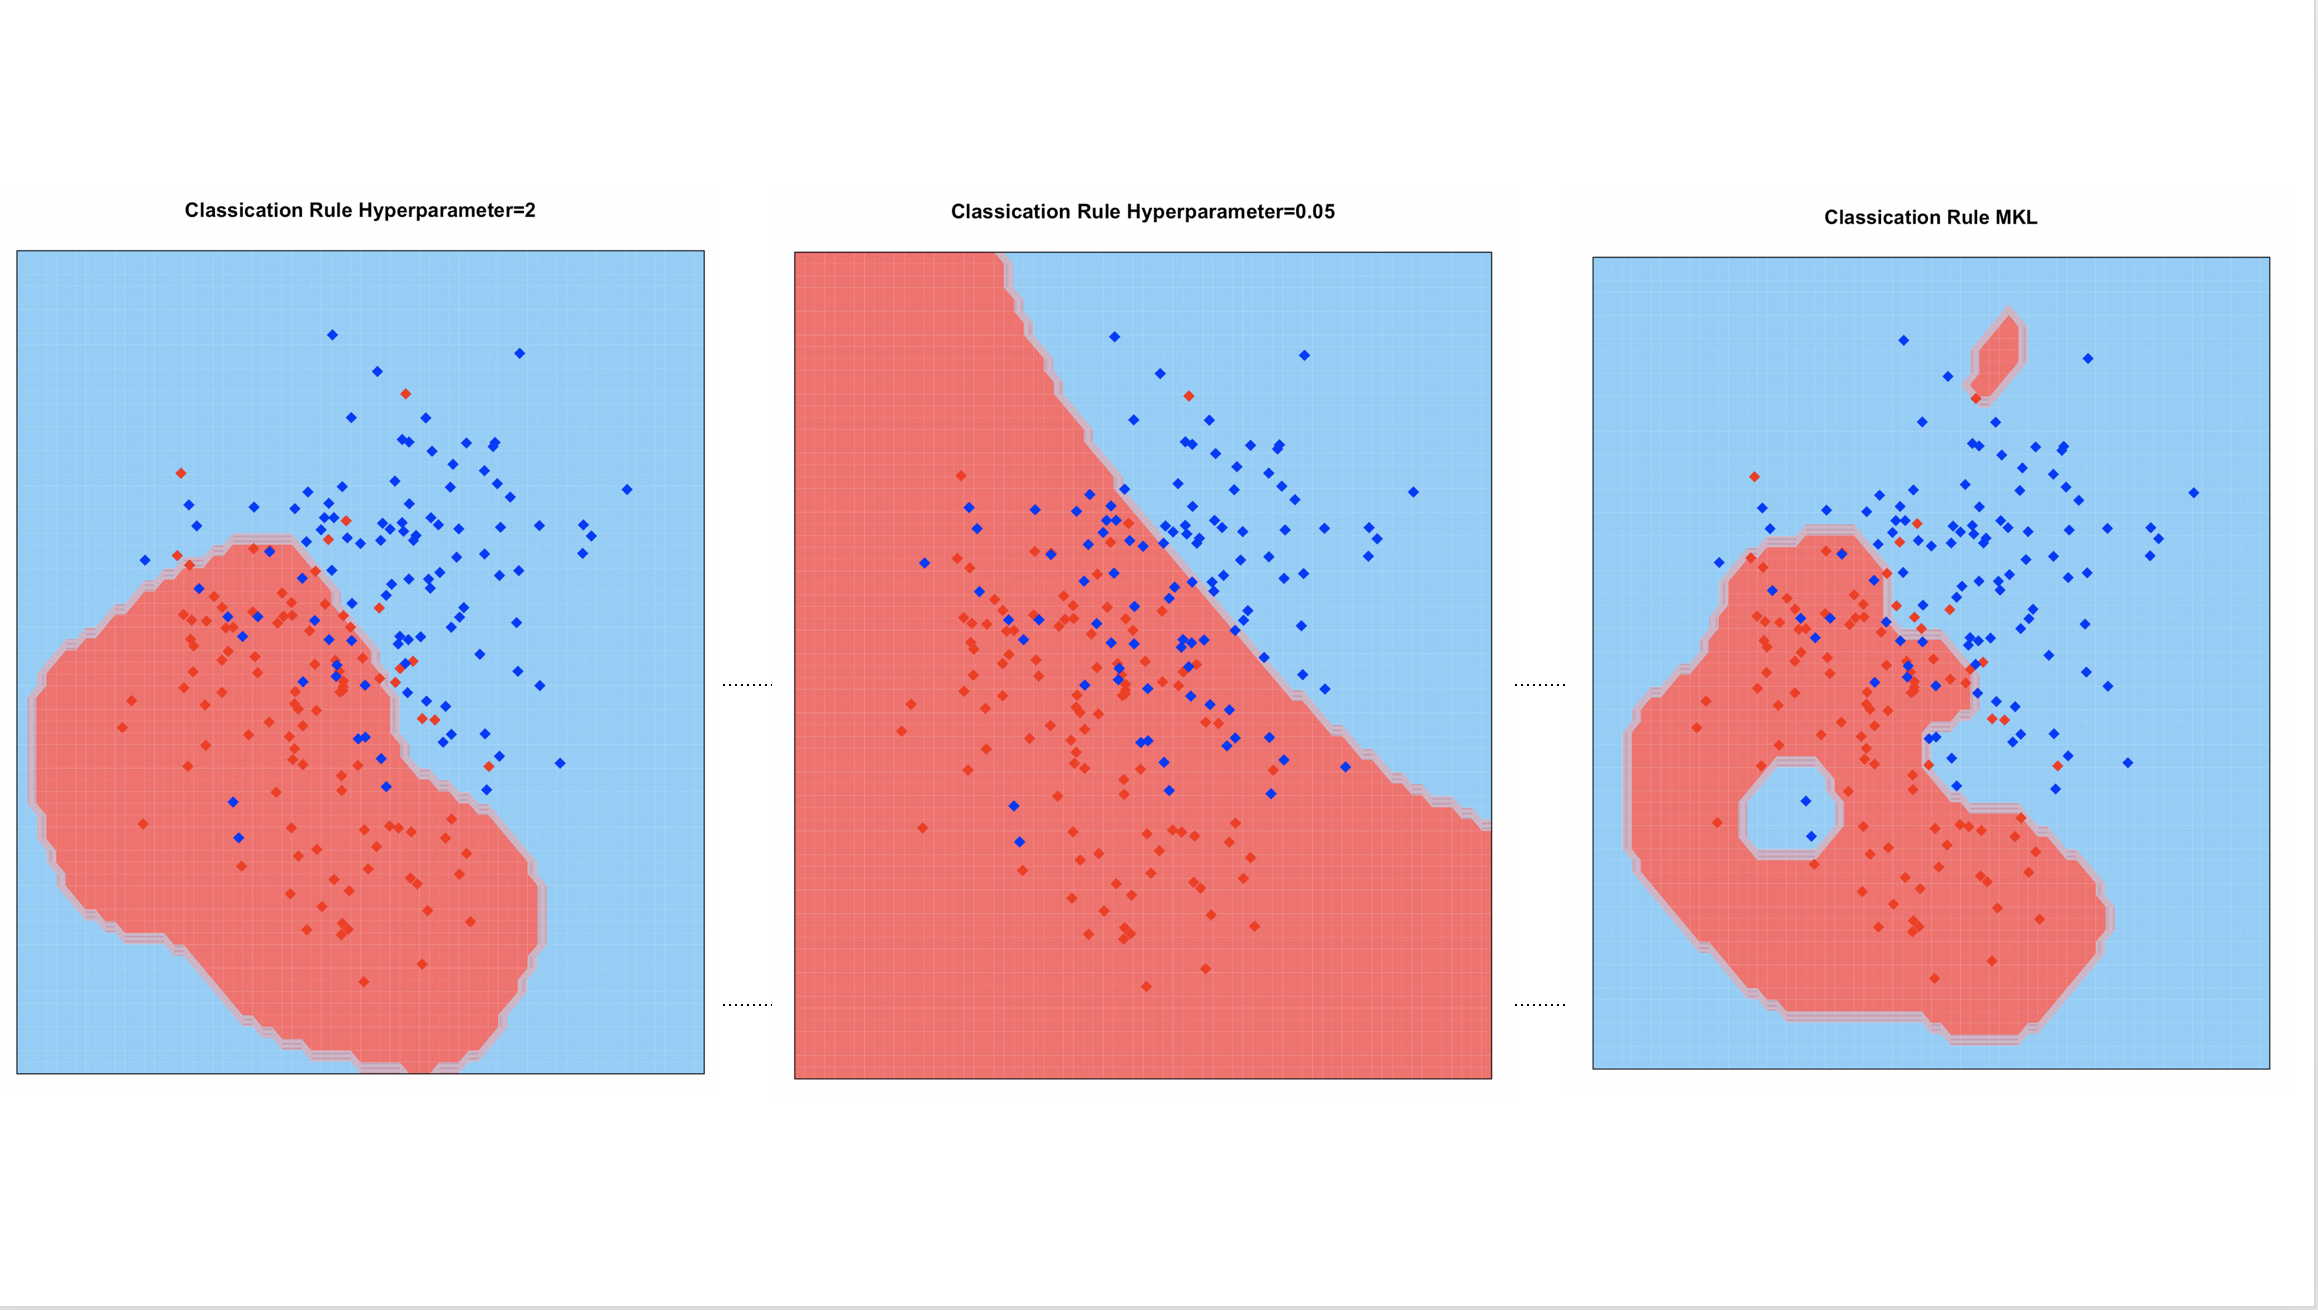 Classication Rule Hyperparameter=2
Classication Rule Hyperparameter=0.05
Classication Rule MKL